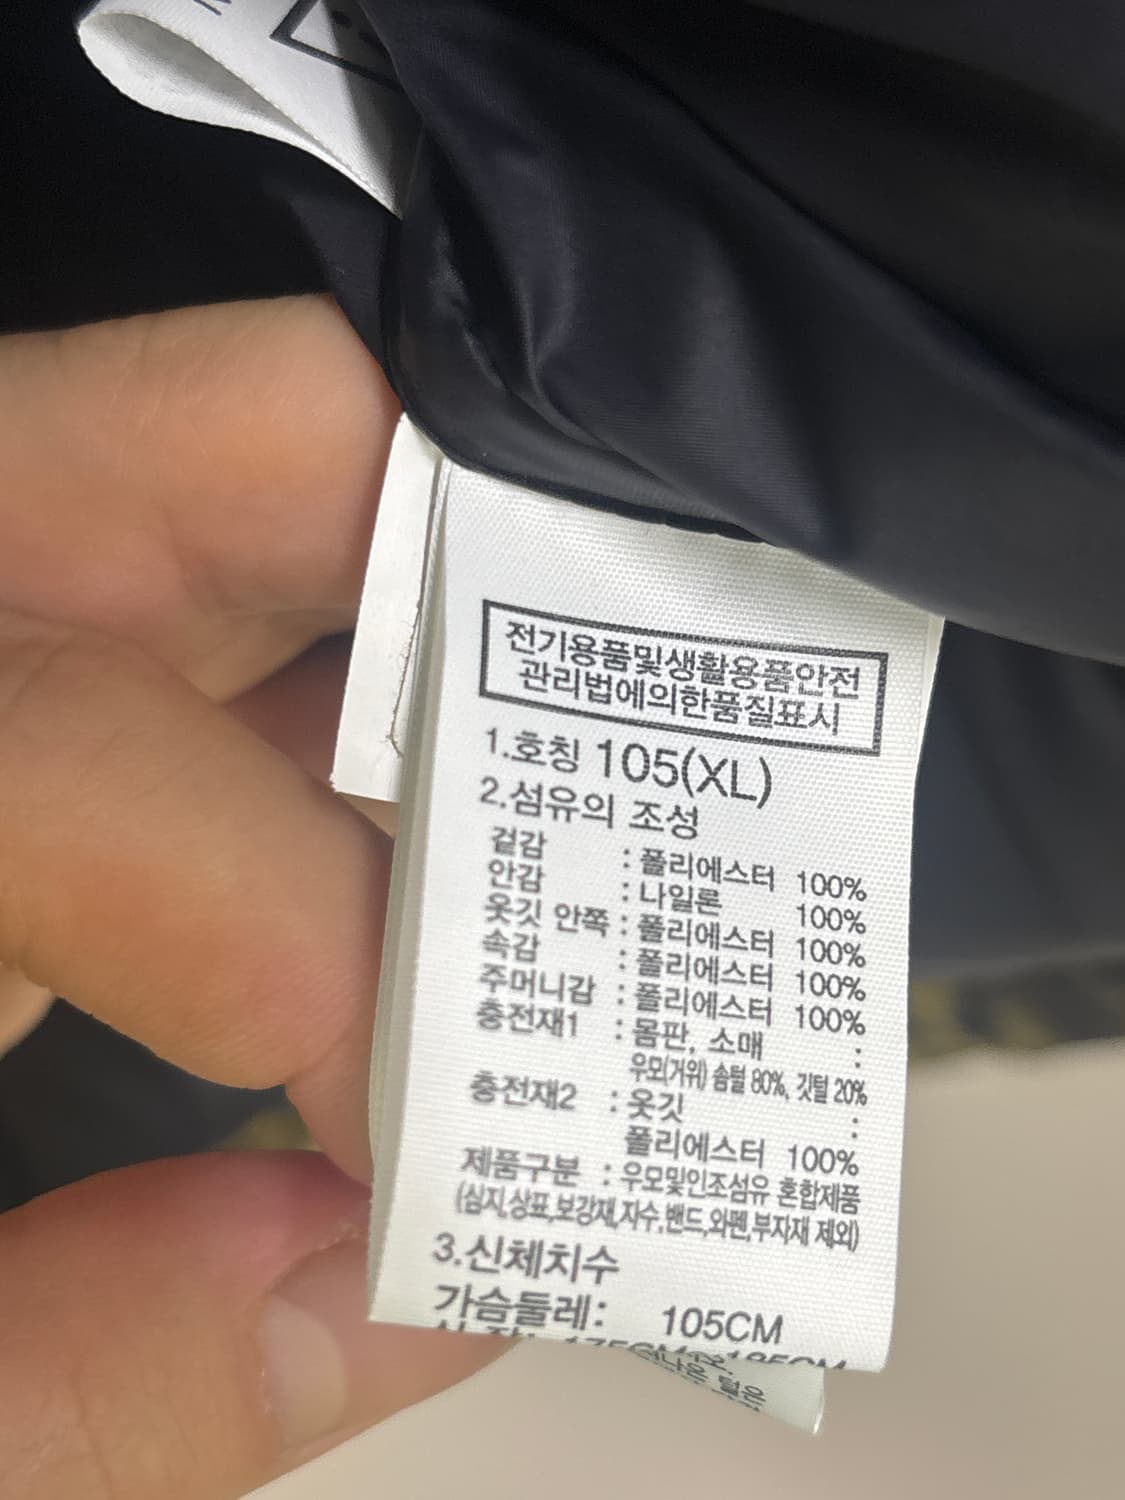 전기용품및생활용품안전
관리법에의한품질표시
1.호칭 105(XL)
2.섬유의 조성
겉감 : 폴리에스터 100%
안감 : 나일론 100%
옷깃 안쪽 : 폴리에스터 100%
속감 : 폴리에스터 100%
주머니감 : 폴리에스터 100%
충전재1 : 몸판, 소매 :
우모(거위) 솜털 80%, 깃털 20%
충전재2 : 옷깃 :
폴리에스터 100%
제품구분 : 우모및인조섬유 혼합제품
(심지,상표,보강재,자수,밴드,와펜,부자재 제외)
3.신체치수
가슴둘레: 105CM
털은